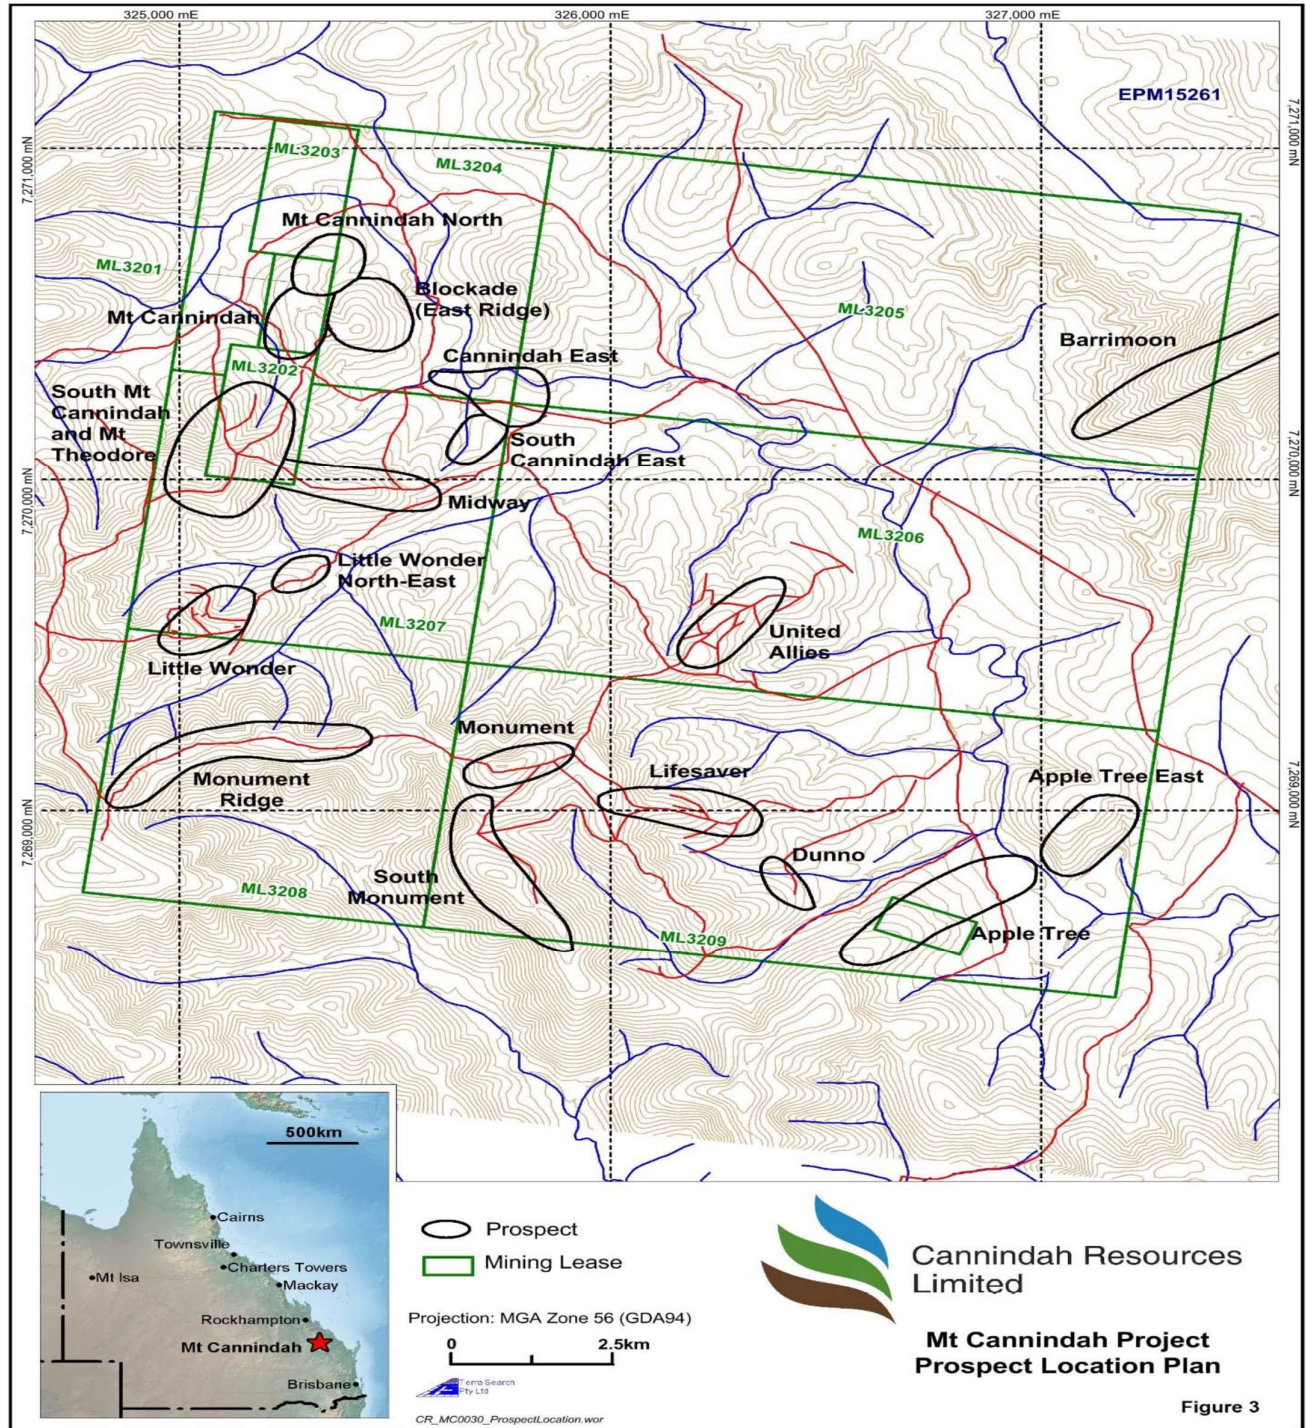 325,000 mE
326,000 mE
327,000 mE
EPM15261
7,271,000 mN
7,271,000 mN
ML3203
ML3204
Mt Cannindah North
ML3201
Blockade
(East Ridge)
Mt Cannindah
ML3205
Barrimoon
Cannindah East
ML3202
South Mt
Cannindah
and Mt
Theodore
South
Cannindah East
7,270,000 mN
7,270,000 mN
Midway
ML3206
Little Wonder
North-East
ML3207
United
Allies
Little Wonder
Monument
Lifesaver
Apple Tree East
Monument
Ridge
7,269,000 mN
7,269,000 mN
Dunno
South
Monument
ML3208
Apple Tree
ML3209
500km
Cairns
Townsville
Charters Towers
Mt Isa
Mackay
Rockhampton
Mt Cannindah
Brisbane
Prospect
Mining Lease
Projection: MGA Zone 56 (GDA94)
0 2.5km
Terra Search
Pty Ltd
CR_MC0030_ProspectLocation.wor
Cannindah Resources
Limited
Mt Cannindah Project
Prospect Location Plan
Figure 3